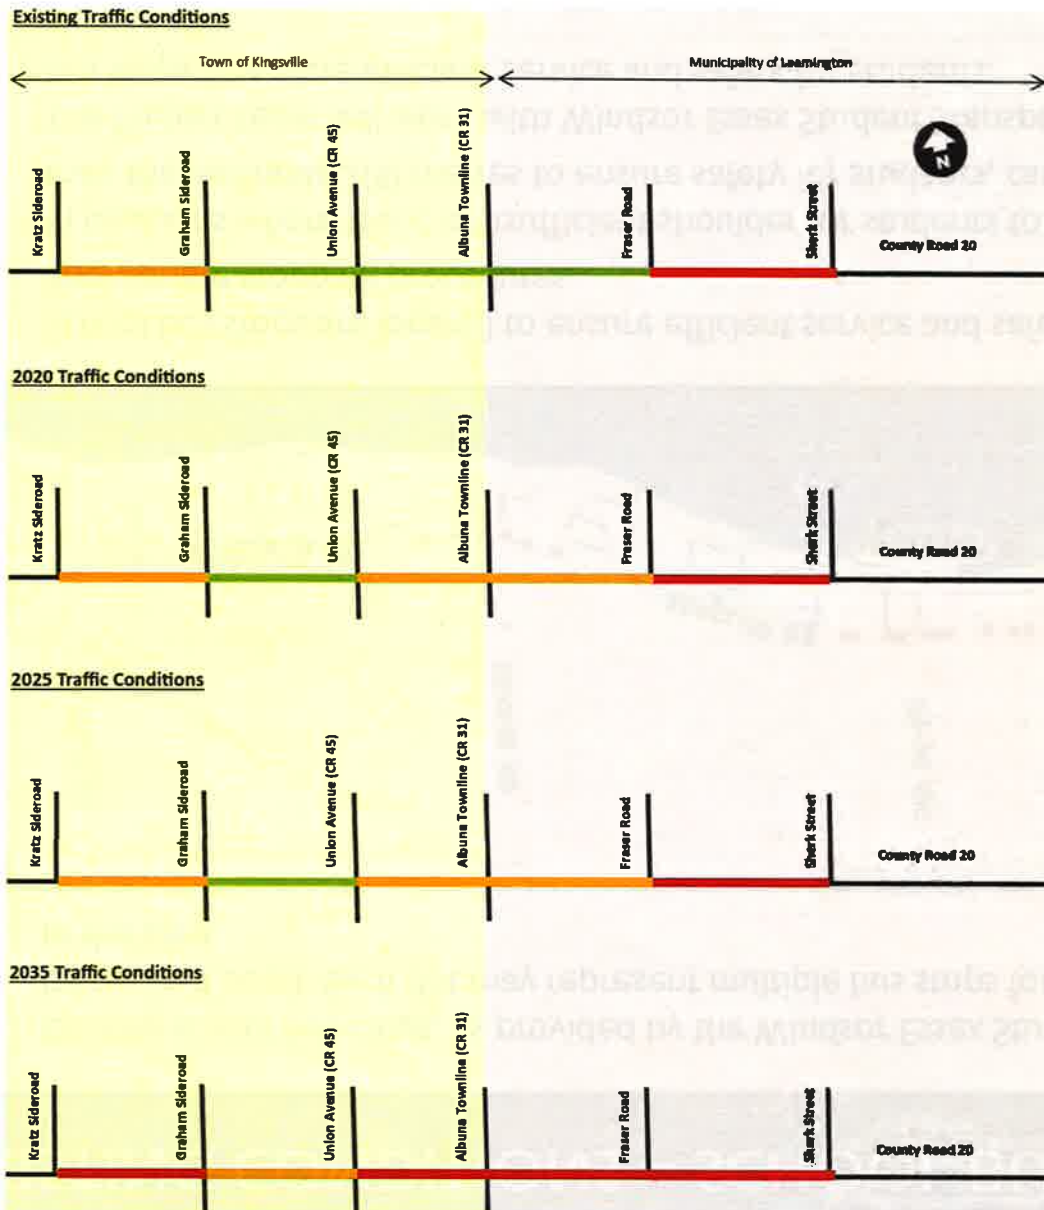 Existing Traffic Conditions
Town of Kingsville
Municipality of Leamington
N
Kratz Sideroad
Graham Sideroad
Union Avenue (CR 45)
Albuna Townline (CR 31)
Fraser Road
Sherk Street
County Road 20
2020 Traffic Conditions
Kratz Sideroad
Graham Sideroad
Union Avenue (CR 45)
Albuna Townline (CR 31)
Fraser Road
Sherk Street
County Road 20
2025 Traffic Conditions
Kratz Sideroad
Graham Sideroad
Union Avenue (CR 45)
Albuna Townline (CR 31)
Fraser Road
Sherk Street
County Road 20
2035 Traffic Conditions
Kratz Sideroad
Graham Sideroad
Union Avenue (CR 45)
Albuna Townline (CR 31)
Fraser Road
Sherk Street
County Road 20